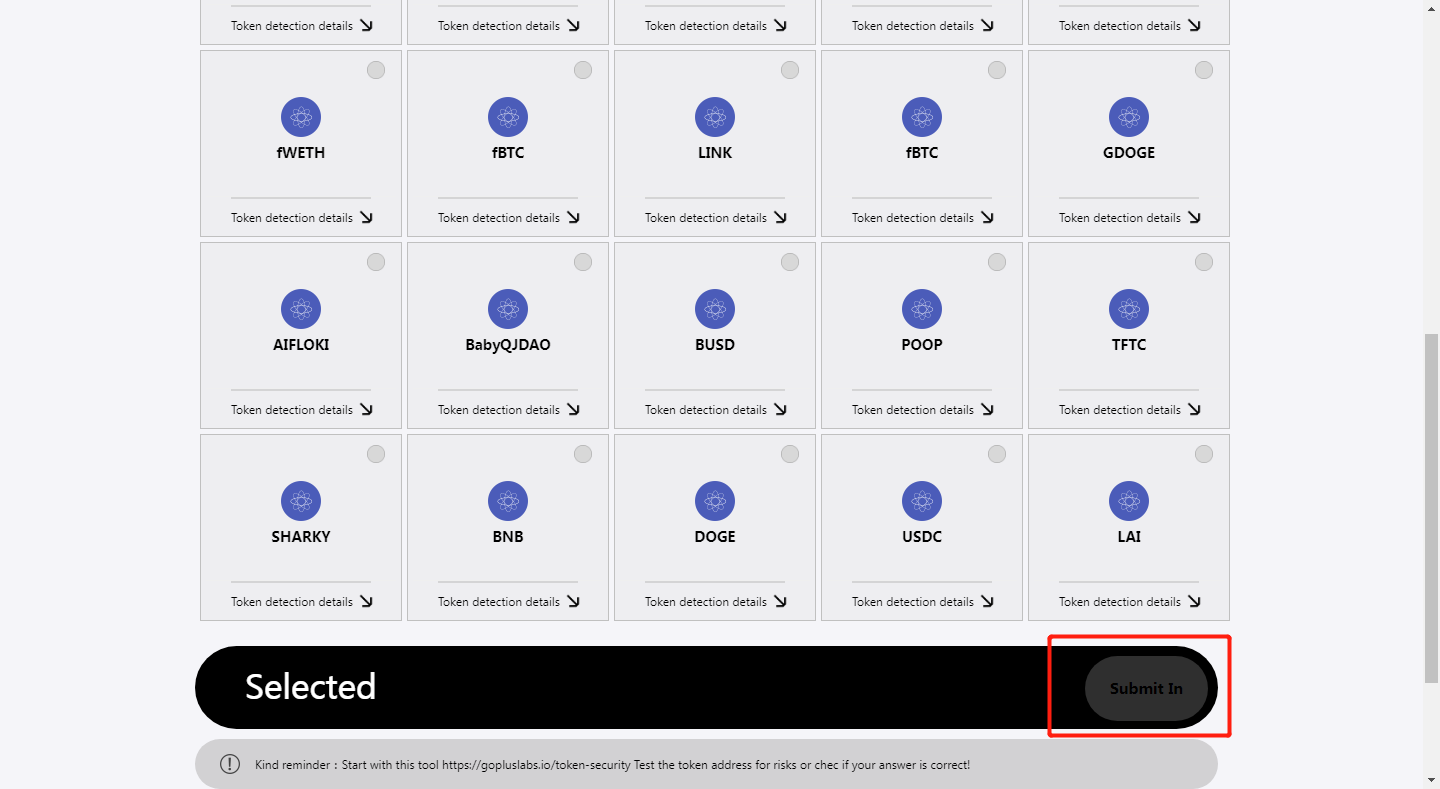 Token detection details Token detection details Token detection details Token detection details Token detection details
fWETH fBTC LINK fBTC GDOGE
Token detection details Token detection details Token detection details Token detection details Token detection details
AIFLOKI BabyQJDAO BUSD POOP TFTC
Token detection details Token detection details Token detection details Token detection details Token detection details
SHARKY BNB DOGE USDC LAI
Token detection details Token detection details Token detection details Token detection details Token detection details
Selected Submit In
Kind reminder : Start with this tool https://gopluslabs.io/token-security Test the token address for risks or chec if your answer is correct!